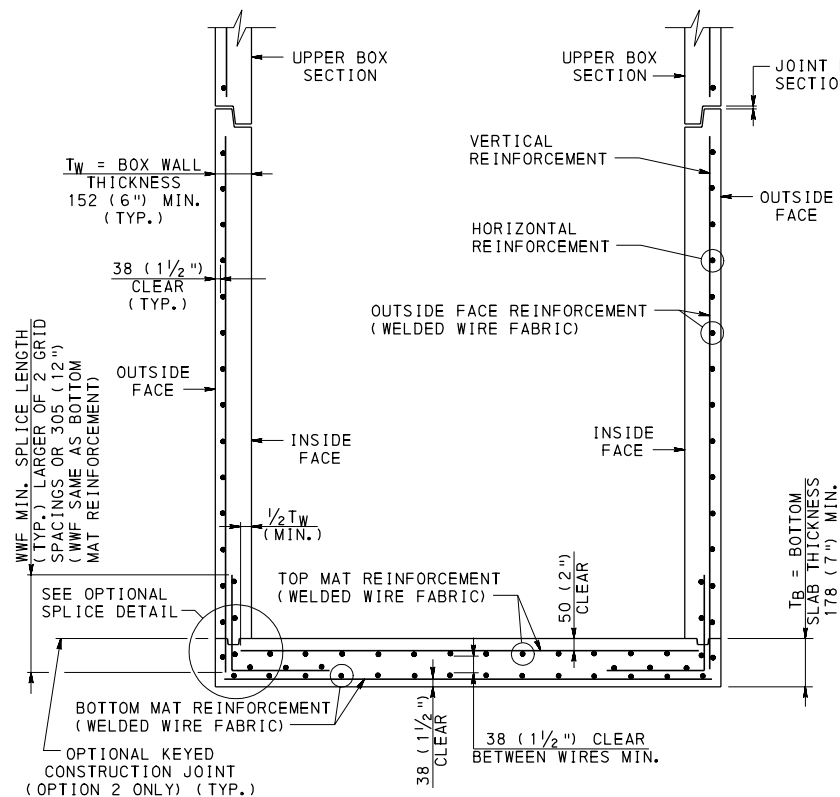 UPPER BOX
SECTION
UPPER BOX
SECTION
JOINT
SECTIO
TW = BOX WALL
THICKNESS
152 (6") MIN.
(TYP.)
VERTICAL
REINFORCEMENT
OUTSIDE
FACE
HORIZONTAL
REINFORCEMENT
38 (1½")
CLEAR
(TYP.)
OUTSIDE FACE REINFORCEMENT
(WELDED WIRE FABRIC)
WWF MIN. SPLICE LENGTH
(TYP.) LARGER OF 2 GRID
SPACINGS OR 305 (12")
(WWF SAME AS BOTTOM
MAT REINFORCEMENT)
OUTSIDE
FACE
INSIDE
FACE
INSIDE
FACE
½TW
(MIN.)
TB = BOTTOM
SLAB THICKNESS
178 (7") MIN.
SEE OPTIONAL
SPLICE DETAIL
TOP MAT REINFORCEMENT
(WELDED WIRE FABRIC)
50 (2")
CLEAR
BOTTOM MAT REINFORCEMENT
(WELDED WIRE FABRIC)
38 (1½")
CLEAR
38 (1½") CLEAR
BETWEEN WIRES MIN.
OPTIONAL KEYED
CONSTRUCTION JOINT
(OPTION 2 ONLY) (TYP.)